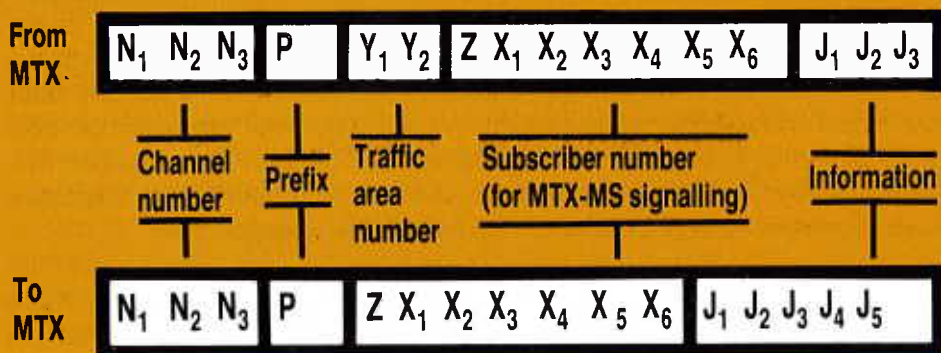 From MTX. N₁ N₂ N₃ P Y₁ Y₂ Z X₁ X₂ X₃ X₄ X₅ X₆ J₁ J₂ J₃
Channel number
Prefix
Traffic area number
Subscriber number
(for MTX-MS signalling)
Information
To MTX N₁ N₂ N₃ P Z X₁ X₂ X₃ X₄ X₅ X₆ J₁ J₂ J₃ J₄ J₅